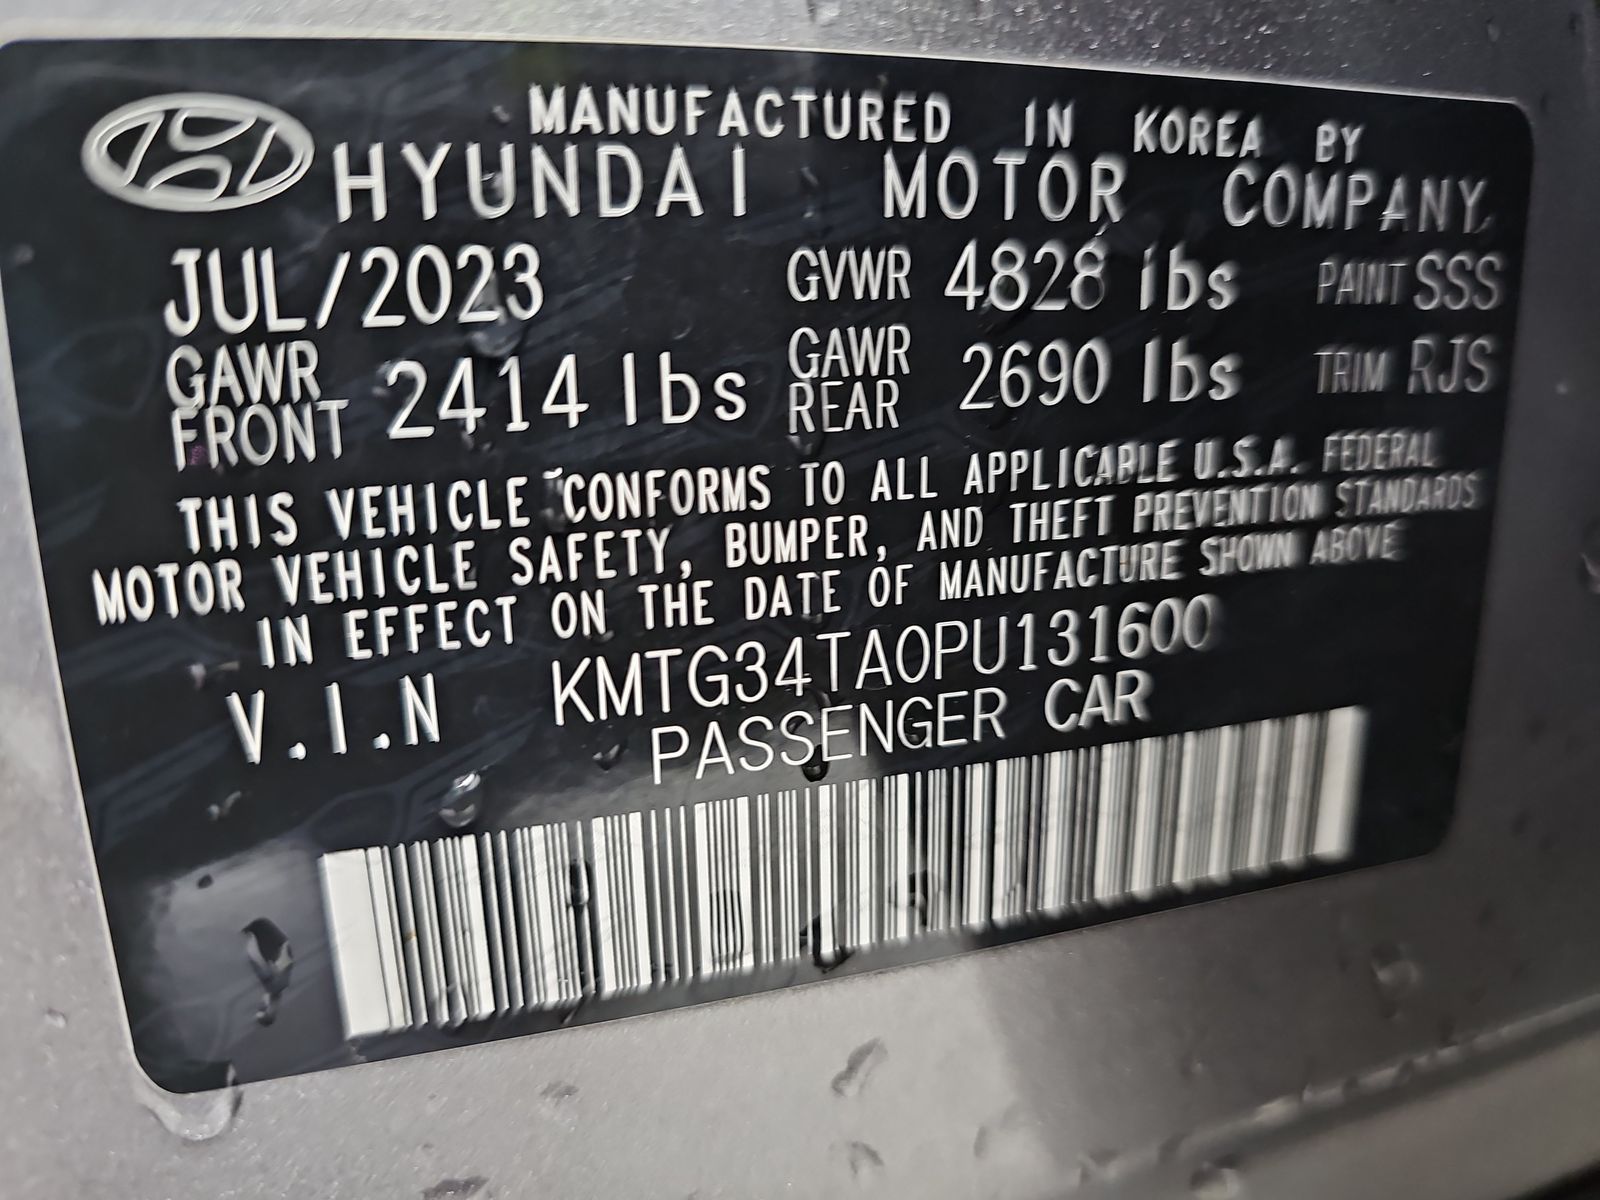 MANUFACTURED IN KOREA BY
HYUNDAI MOTOR COMPANY
JUL/2023 GVWR 4828 lbs PAINT SSS
GAWR FRONT 2414 lbs GAWR REAR 2690 lbs TRIM RJS
THIS VEHICLE CONFORMS TO ALL APPLICABLE U.S.A. FEDERAL
MOTOR VEHICLE SAFETY, BUMPER, AND THEFT PREVENTION STANDARDS
IN EFFECT ON THE DATE OF MANUFACTURE SHOWN ABOVE
V.I.N KMTG34TA0PU131600
PASSENGER CAR